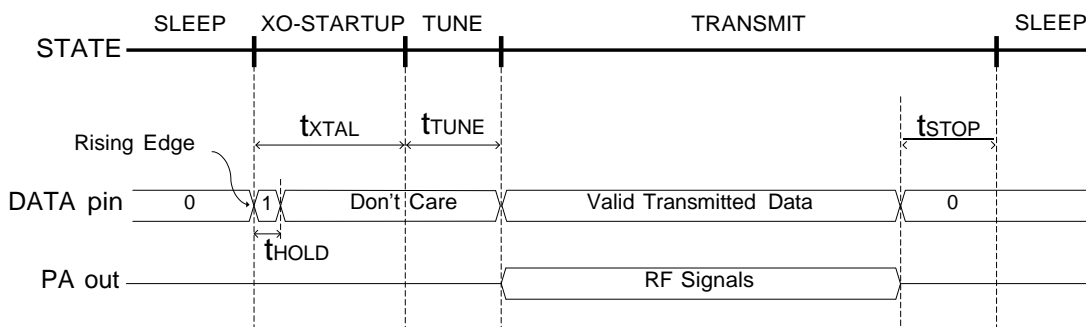 SLEEP XO-STARTUP TUNE TRANSMIT SLEEP
STATE
tXTAL tTUNE tSTOP
Rising Edge
DATA pin 0 1 Don't Care Valid Transmitted Data 0
tHOLD
PA out RF Signals